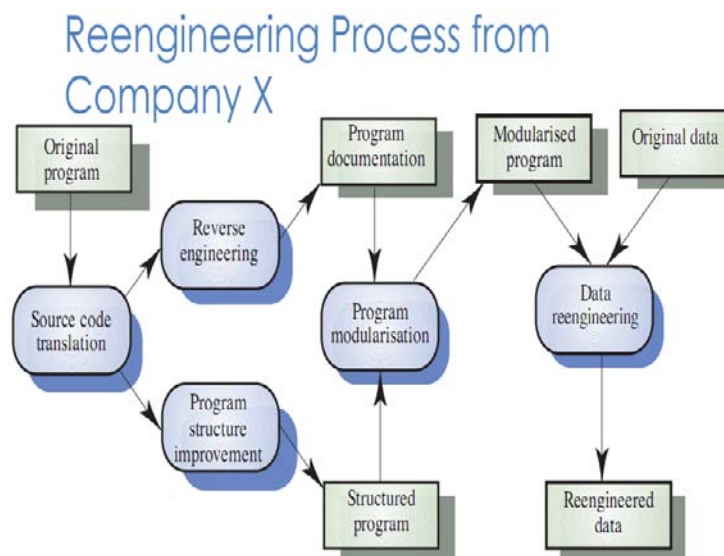 Reengineering Process from
Company X
Original
program
Program
documentation
Modularised
program
Original data
Reverse
engineering
Source code
translation
Program
modularisation
Data
reengineering
Program
structure
improvement
Structured
program
Reengineered
data